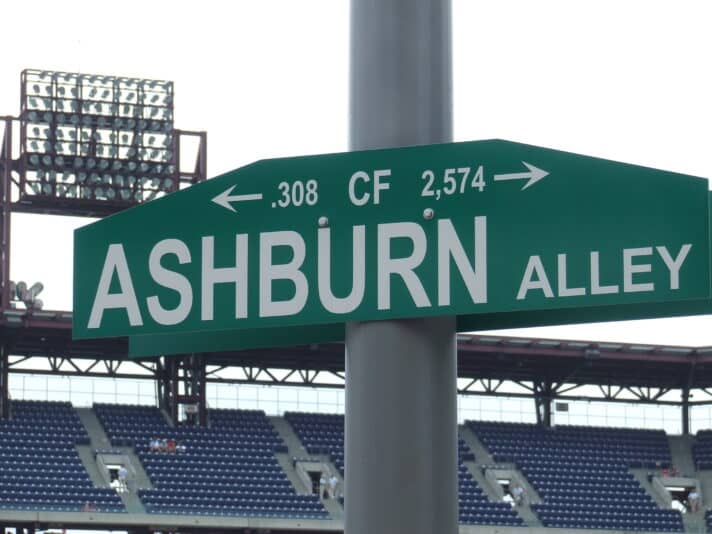 ← .308 CF 2,574 →
ASHBURN ALLEY